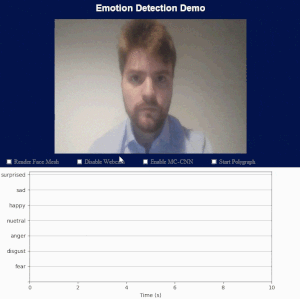 Emotion Detection Demo
Render Face Mesh
Disable Webcam
Enable MC-CNN
Start Polygraph
surprised
sad
happy
nuetral
anger
disgust
fear
0 2 4 6 8 10
Time (s)